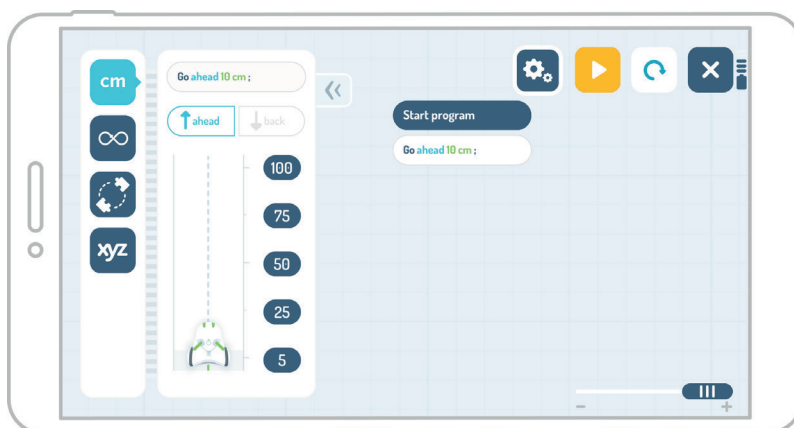 cm
∞
xyz
Go ahead 10 cm ;
ahead
back
100
75
50
25
5
Start program
Go ahead 10 cm ;
- +